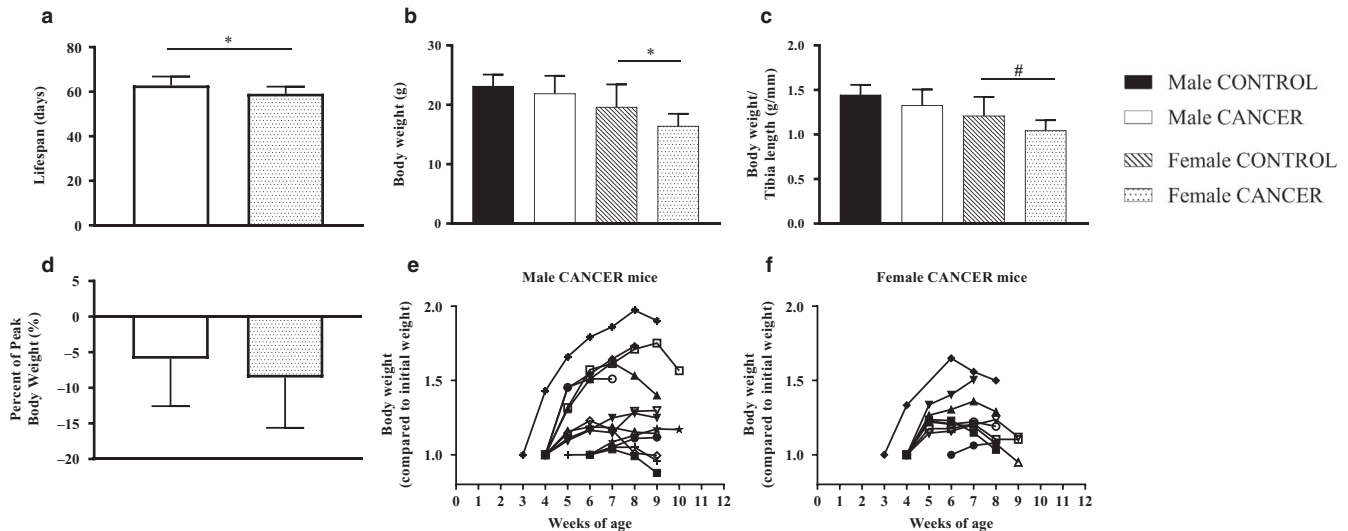 a
*
80
60
40
20
0
Lifespan (days)
b
*
30
20
10
0
Body weight (g)
c
#
2.0
1.5
1.0
0.5
0.0
Body weight/
Tibia length (g/mm)
Male CONTROL
Male CANCER
Female CONTROL
Female CANCER
d
5
0
–5
–10
–15
–20
Percent of Peak
Body Weight (%)
e
Male CANCER mice
2.0
1.5
1.0
Body weight
(compared to initial weight)
0 1 2 3 4 5 6 7 8 9 10 11 12
Weeks of age
f
Female CANCER mice
2.0
1.5
1.0
Body weight
(compared to initial weight)
0 1 2 3 4 5 6 7 8 9 10 11 12
Weeks of age